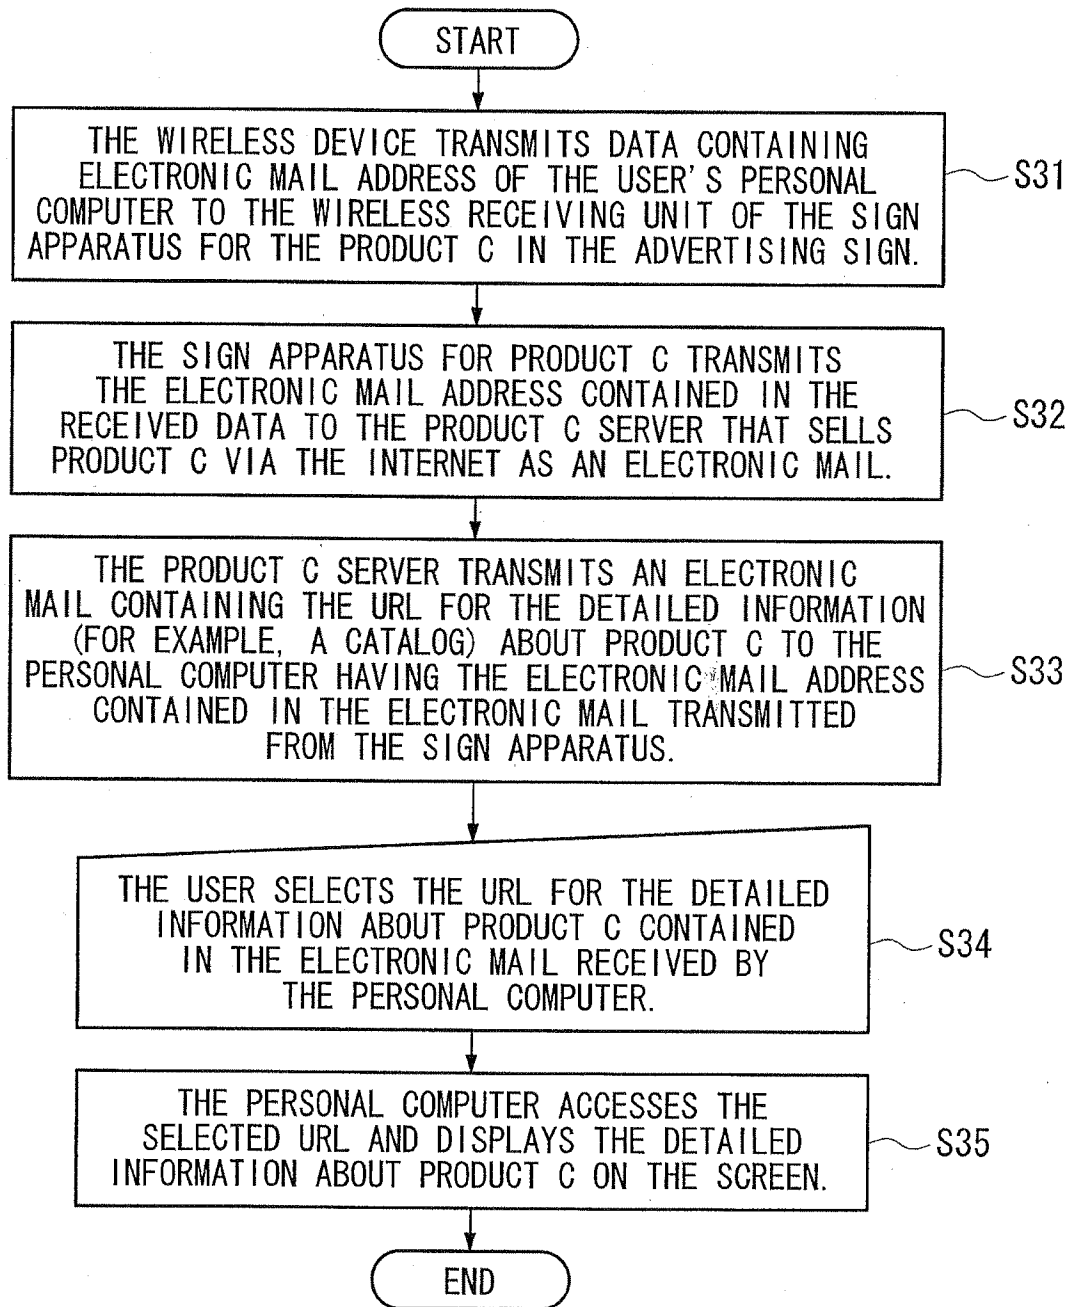 START
THE WIRELESS DEVICE TRANSMITS DATA CONTAINING
ELECTRONIC MAIL ADDRESS OF THE USER'S PERSONAL
COMPUTER TO THE WIRELESS RECEIVING UNIT OF THE SIGN
APPARATUS FOR THE PRODUCT C IN THE ADVERTISING SIGN.
S31
THE SIGN APPARATUS FOR PRODUCT C TRANSMITS
THE ELECTRONIC MAIL ADDRESS CONTAINED IN THE
RECEIVED DATA TO THE PRODUCT C SERVER THAT SELLS
PRODUCT C VIA THE INTERNET AS AN ELECTRONIC MAIL.
S32
THE PRODUCT C SERVER TRANSMITS AN ELECTRONIC
MAIL CONTAINING THE URL FOR THE DETAILED INFORMATION
(FOR EXAMPLE, A CATALOG) ABOUT PRODUCT C TO THE
PERSONAL COMPUTER HAVING THE ELECTRONIC MAIL ADDRESS
CONTAINED IN THE ELECTRONIC MAIL TRANSMITTED
FROM THE SIGN APPARATUS.
S33
THE USER SELECTS THE URL FOR THE DETAILED
INFORMATION ABOUT PRODUCT C CONTAINED
IN THE ELECTRONIC MAIL RECEIVED BY
THE PERSONAL COMPUTER.
S34
THE PERSONAL COMPUTER ACCESSES THE
SELECTED URL AND DISPLAYS THE DETAILED
INFORMATION ABOUT PRODUCT C ON THE SCREEN.
S35
END